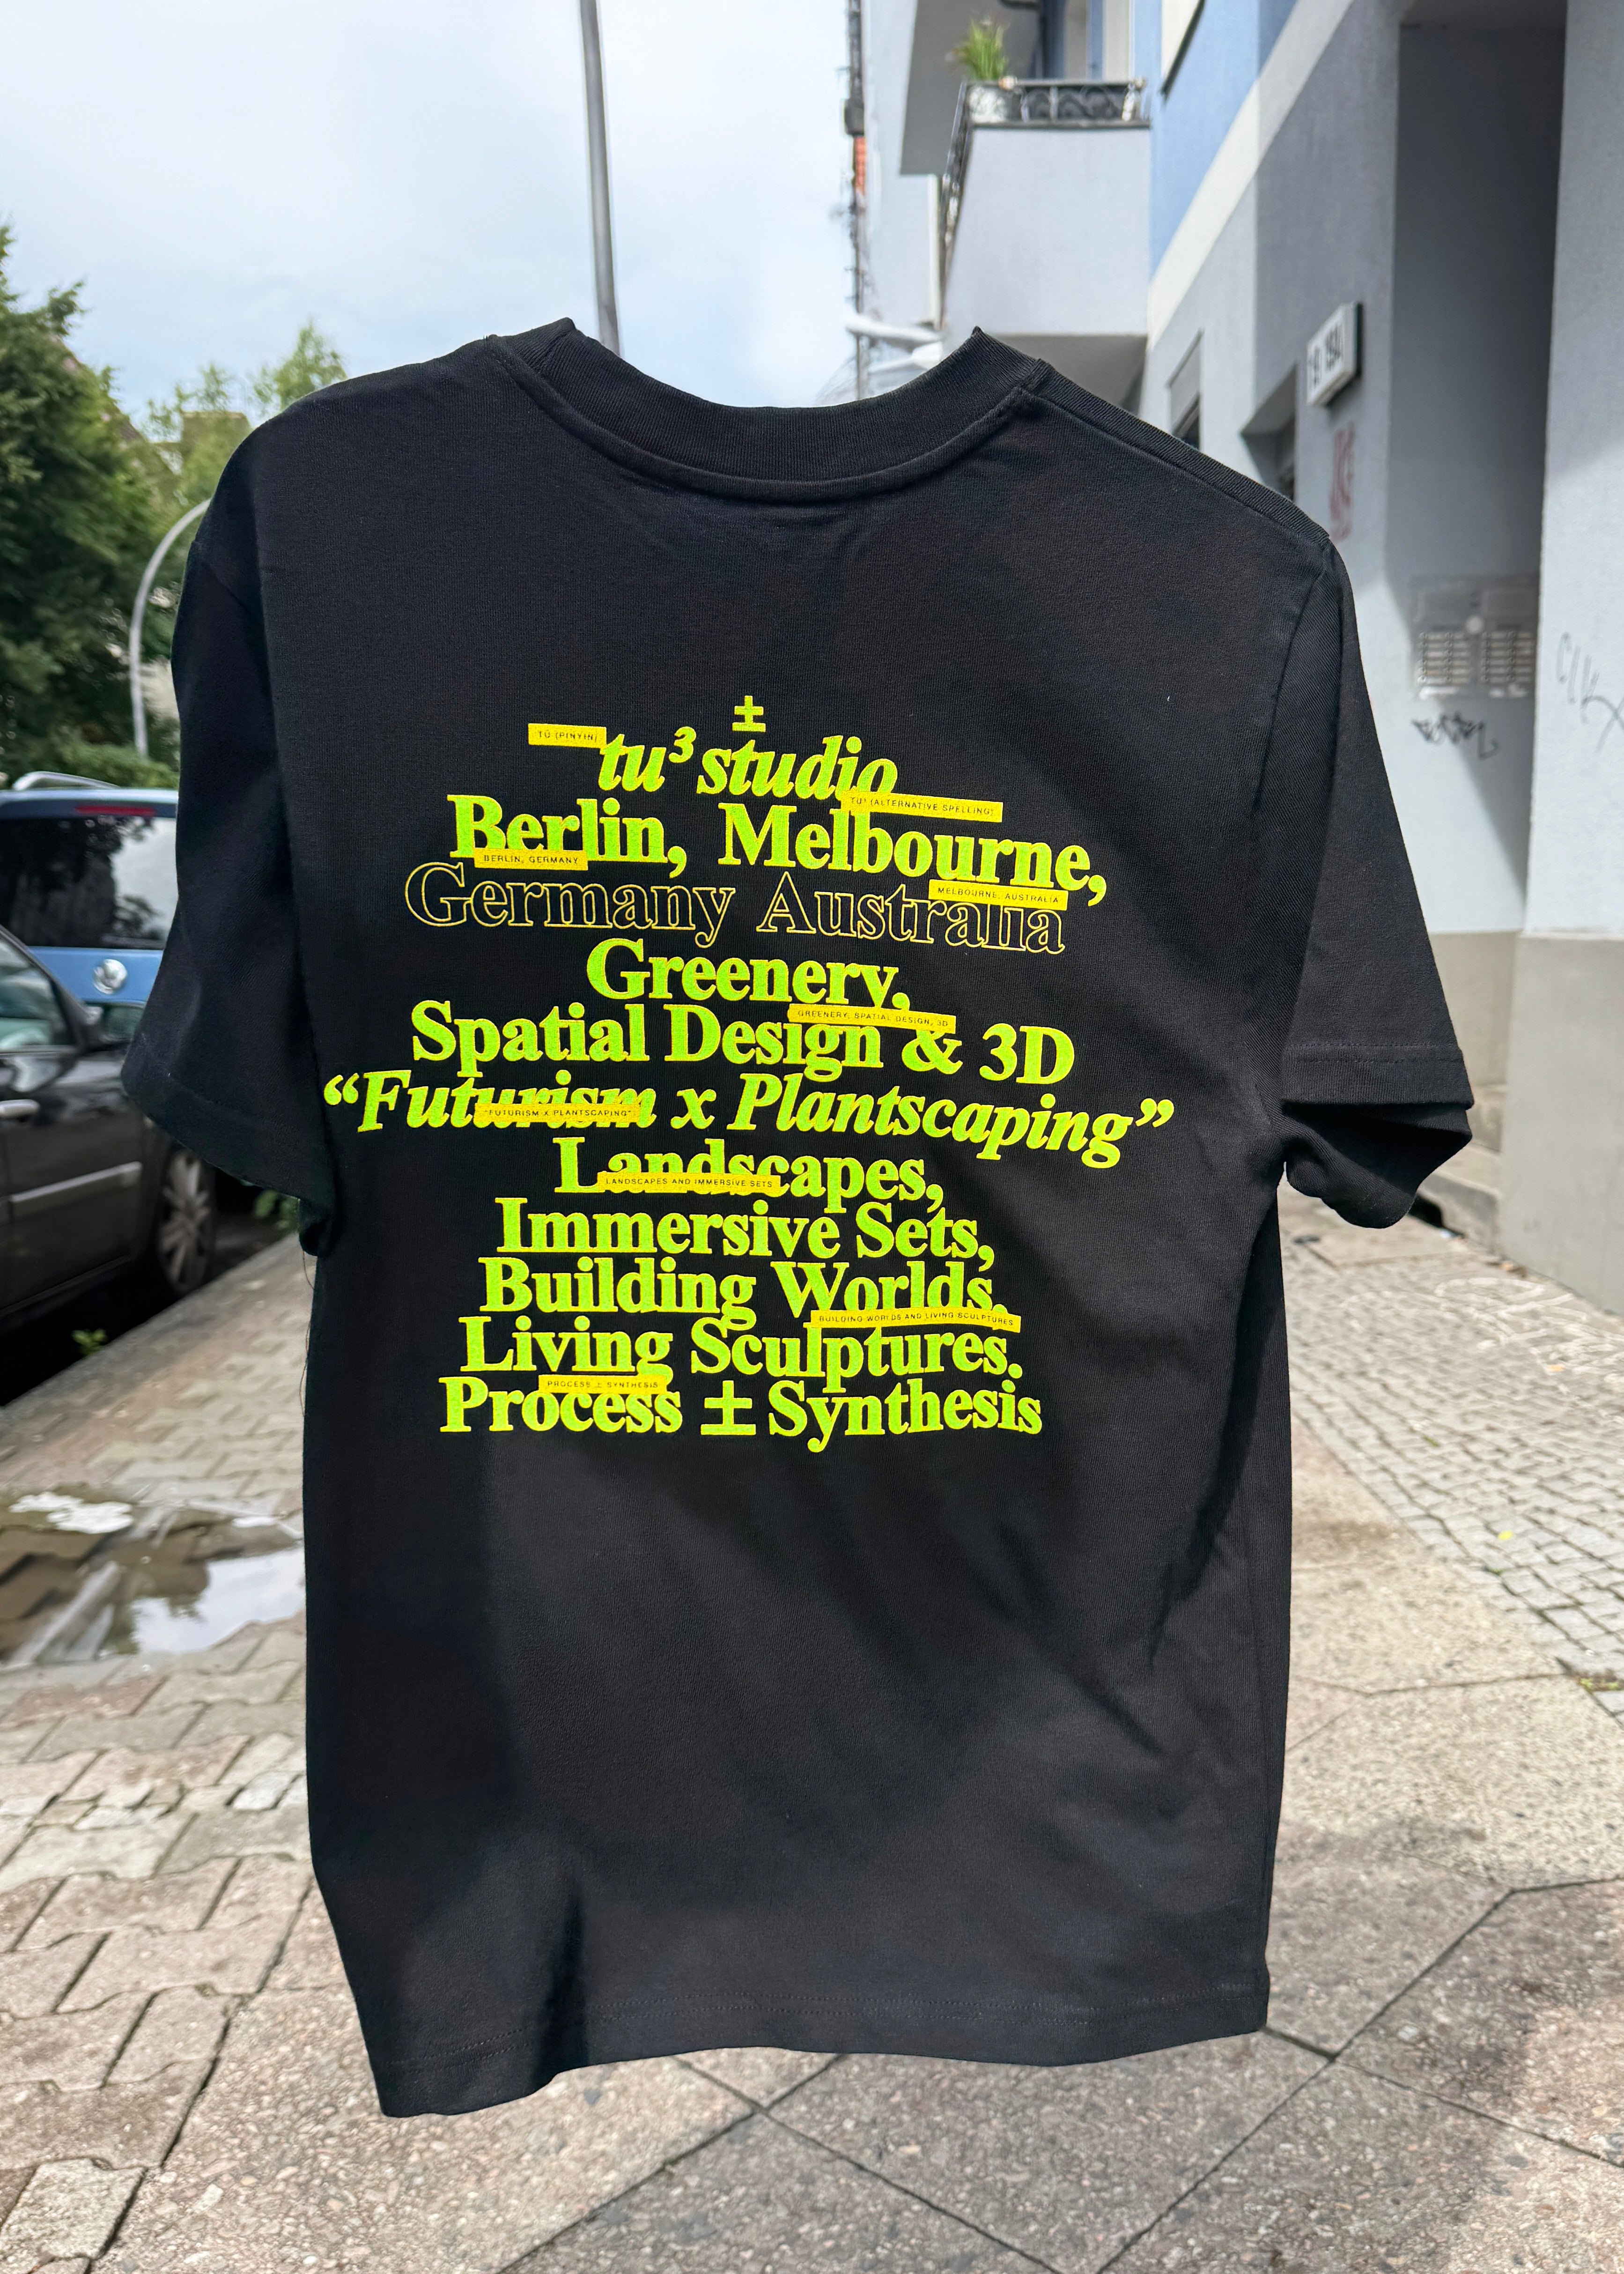 ±
TŬ (PINYIN)
tu³ studio
TU³ (ALTERNATIVE SPELLING)
Berlin, Melbourne,
BERLIN, GERMANY
MELBOURNE, AUSTRALIA
Germany Australia
Greenery,
GREENERY, SPATIAL DESIGN, 3D
Spatial Design & 3D
“Futurism x Plantscaping”
"FUTURISM X PLANTSCAPING"
Landscapes,
LANDSCAPES AND IMMERSIVE SETS
Immersive Sets,
Building Worlds,
BUILDING WORLDS AND LIVING SCULPTURES
Living Sculptures.
PROCESS ± SYNTHESIS
Process ± Synthesis